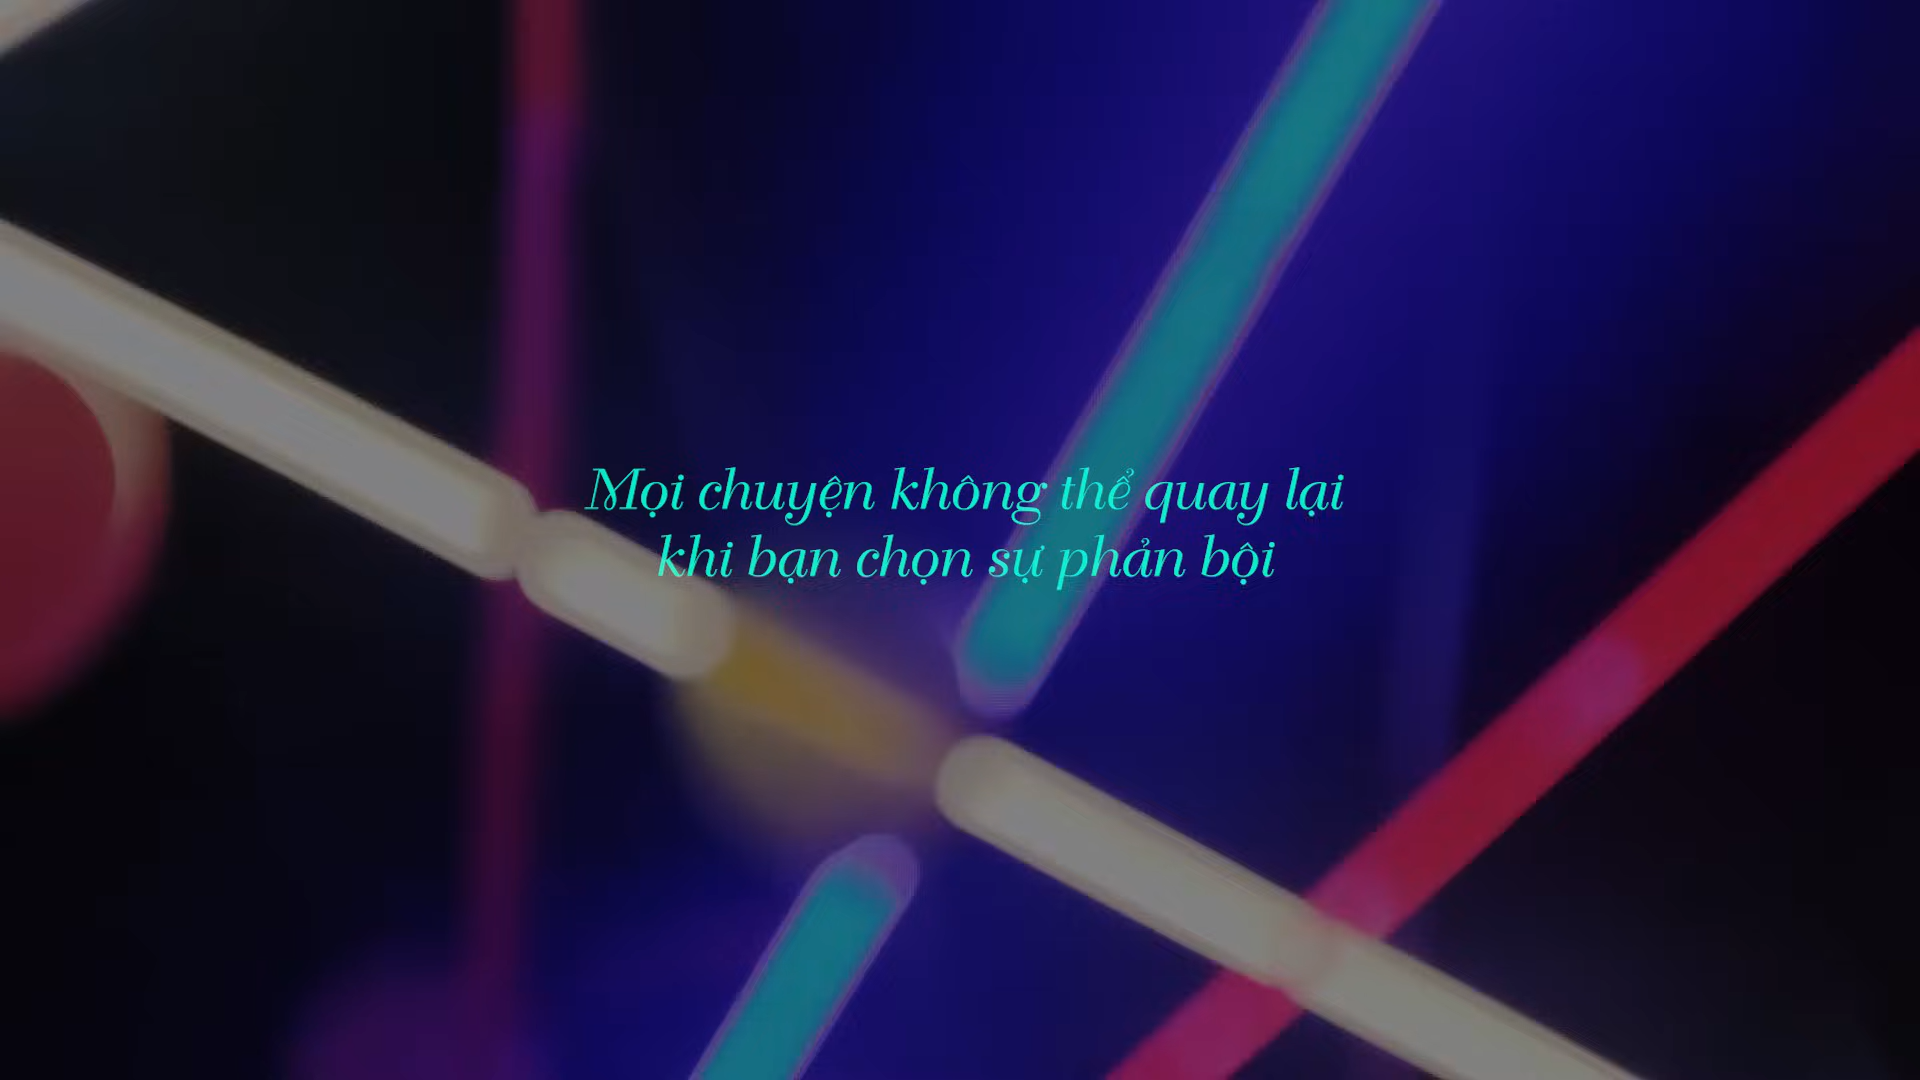 Mọi chuyện không thể quay lại
khi bạn chọn sự phản bội